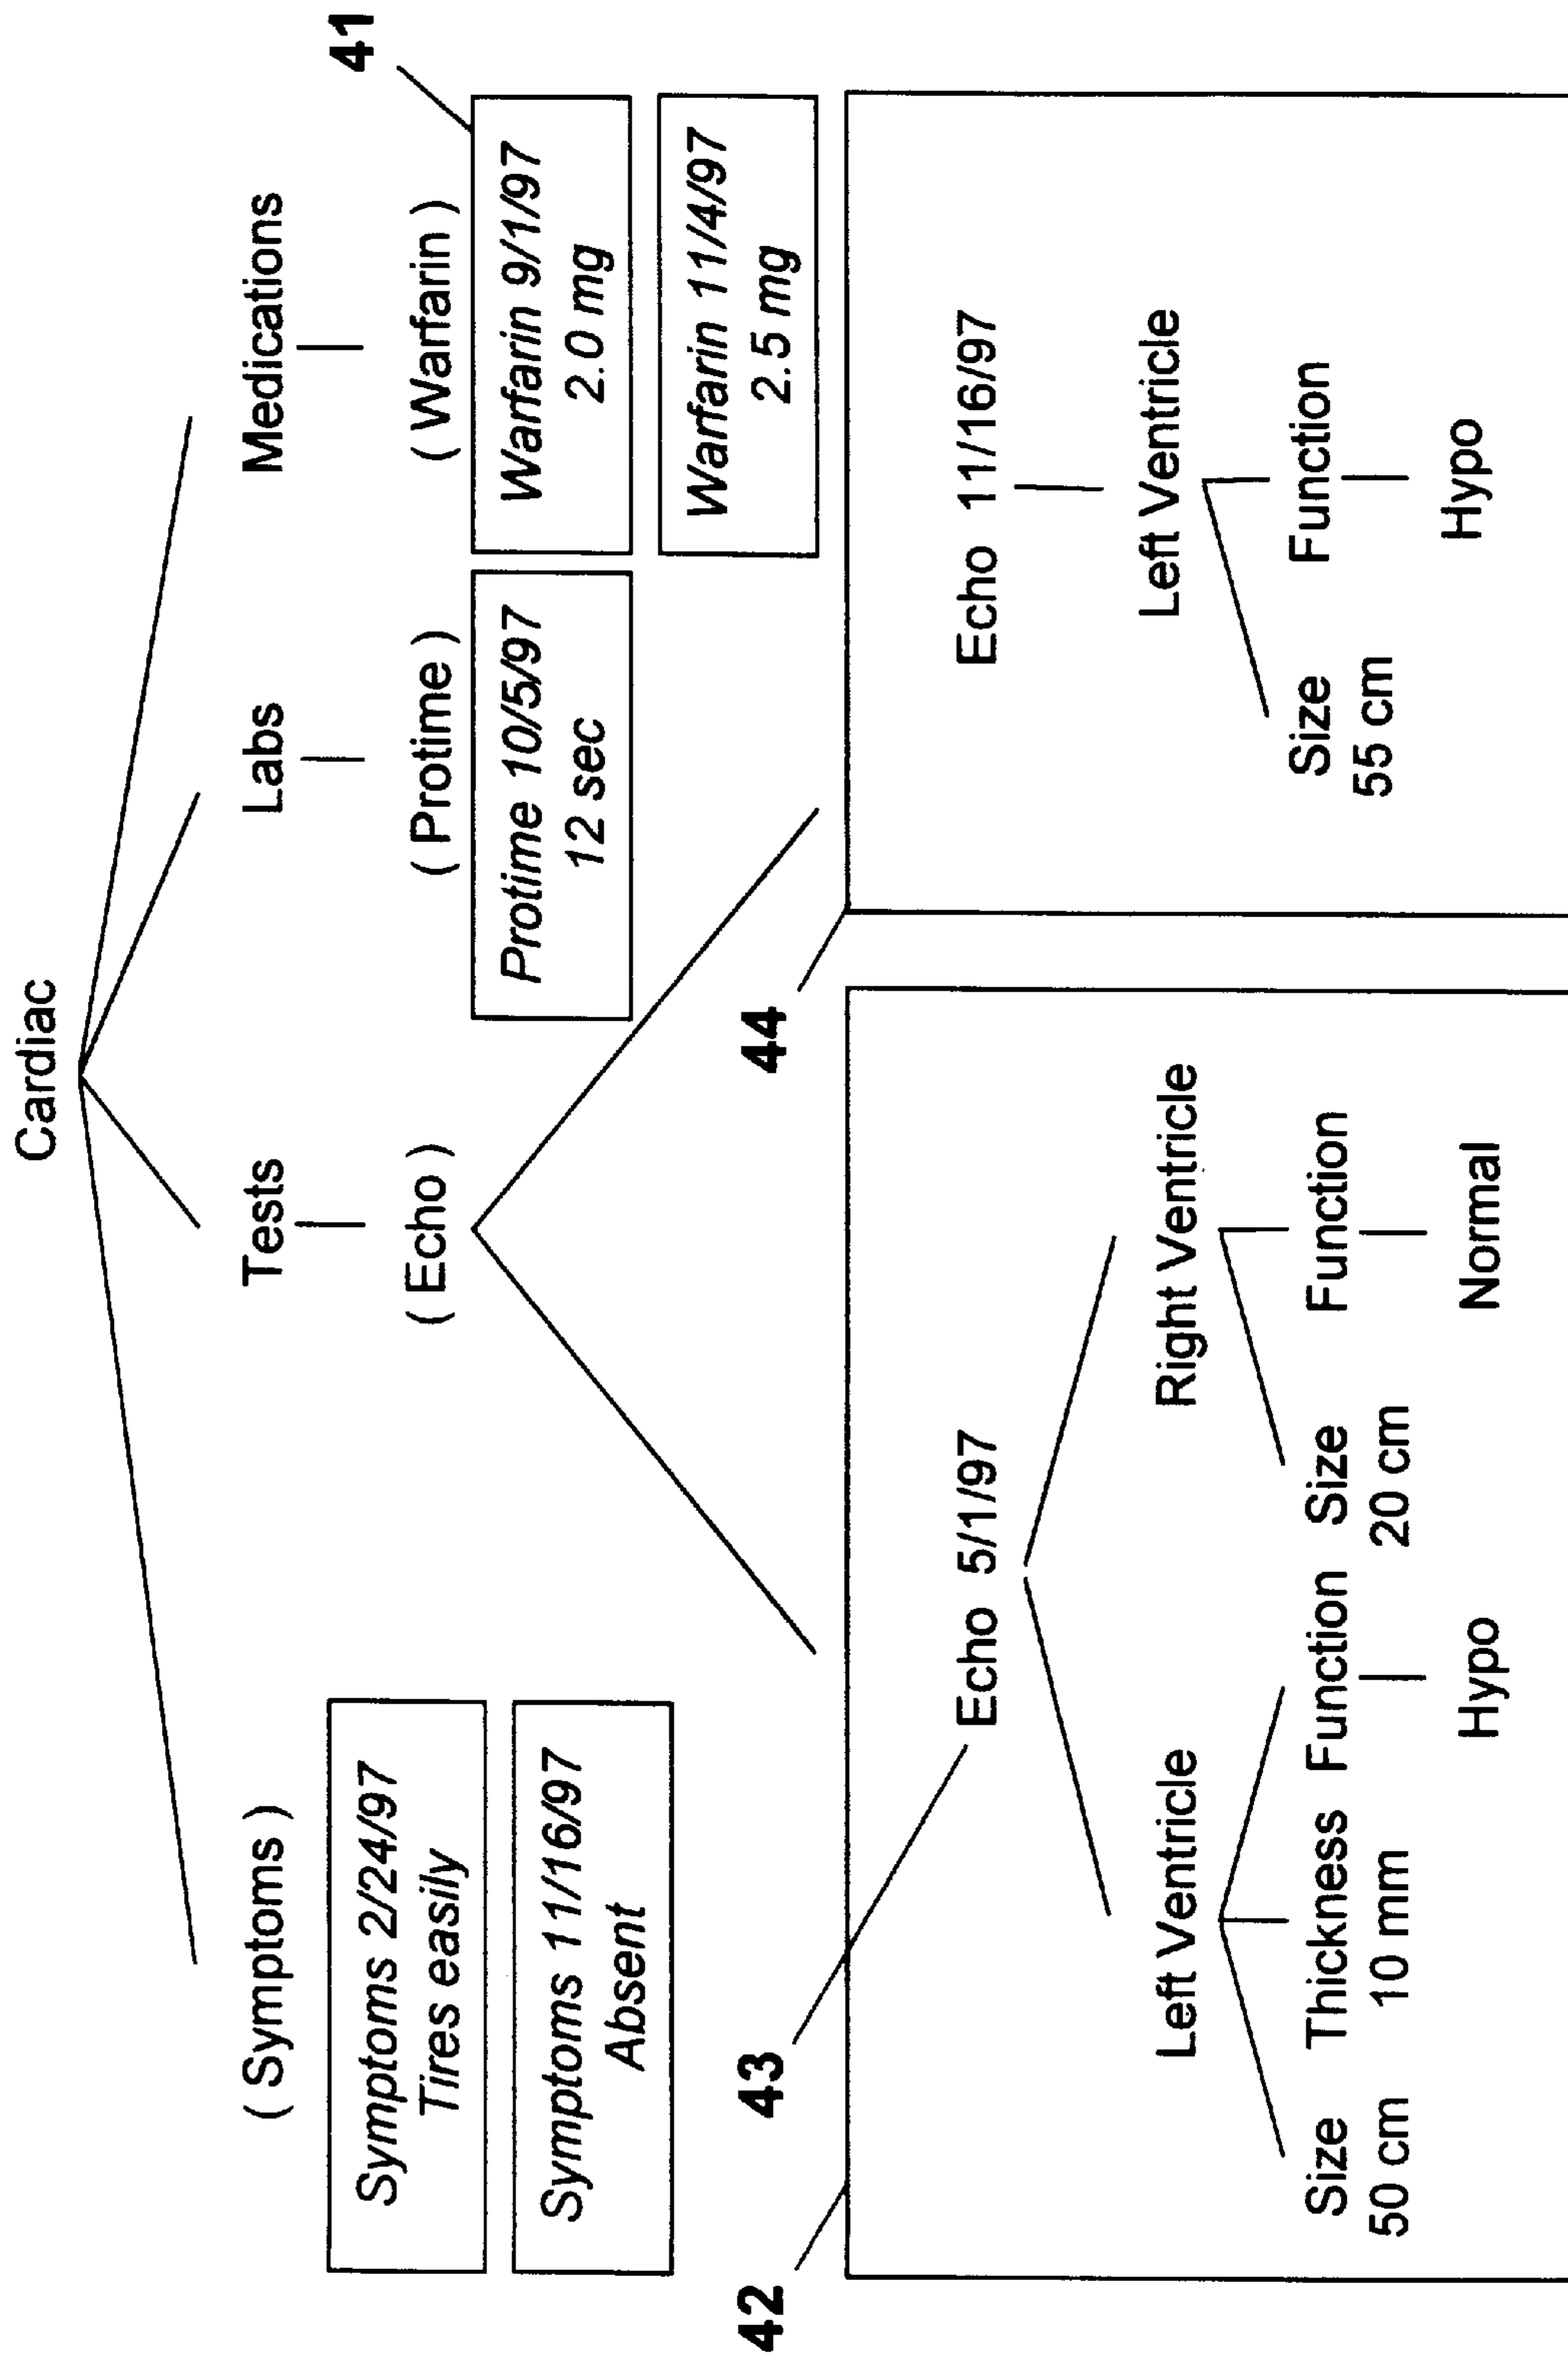 Cardiac
( Symptoms )
Tests
Labs
Medications
41
Symptoms 2/24/97
Tires easily
Symptoms 11/16/97
Absent
( Echo )
( Protime )
Protime 10/5/97
12 sec
( Warfarin )
Warfarin 9/1/97
2.0 mg
Warfarin 11/4/97
2.5 mg
42
43
44
Echo 5/1/97
Left Ventricle
Right Ventricle
Size
50 cm
Thickness
10 mm
Function
Hypo
Size
20 cm
Function
Normal
Echo 11/16/97
Left Ventricle
Size
55 cm
Function
Hypo